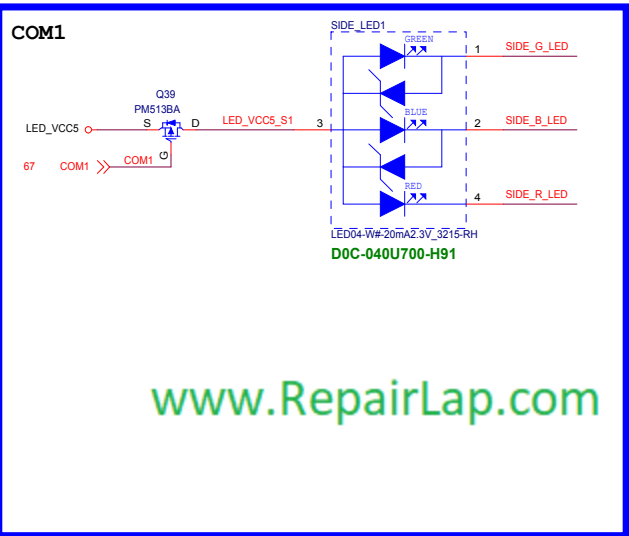 COM1
SIDE_LED1
GREEN
1
SIDE_G_LED
Q39
PM513BA
S
D
LED_VCC5
LED_VCC5_S1
3
BLUE
2
SIDE_B_LED
67
COM1
COM1
G
RED
4
SIDE_R_LED
LED04-W#-20mA2.3V_3215-RH
D0C-040U700-H91
www.RepairLap.com